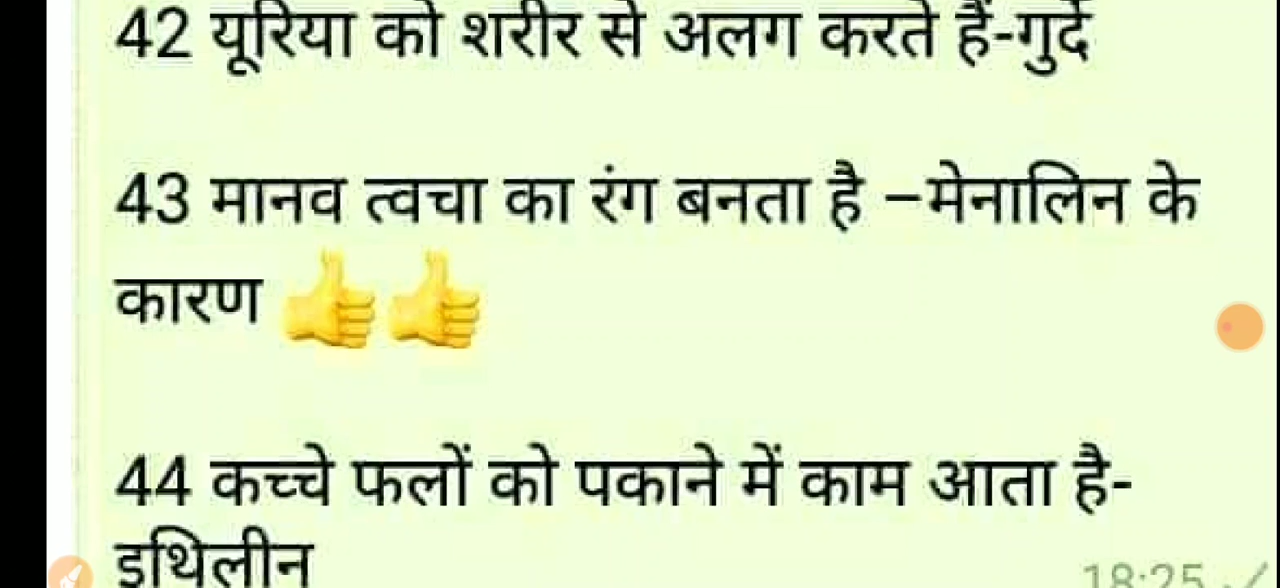 42 यूरिया को शरीर से अलग करते हैं-गुर्दे
43 मानव त्वचा का रंग बनता है –मेनालिन के
कारण 👍👍
44 कच्चे फलों को पकाने में काम आता है-
इथिलीन
18:25